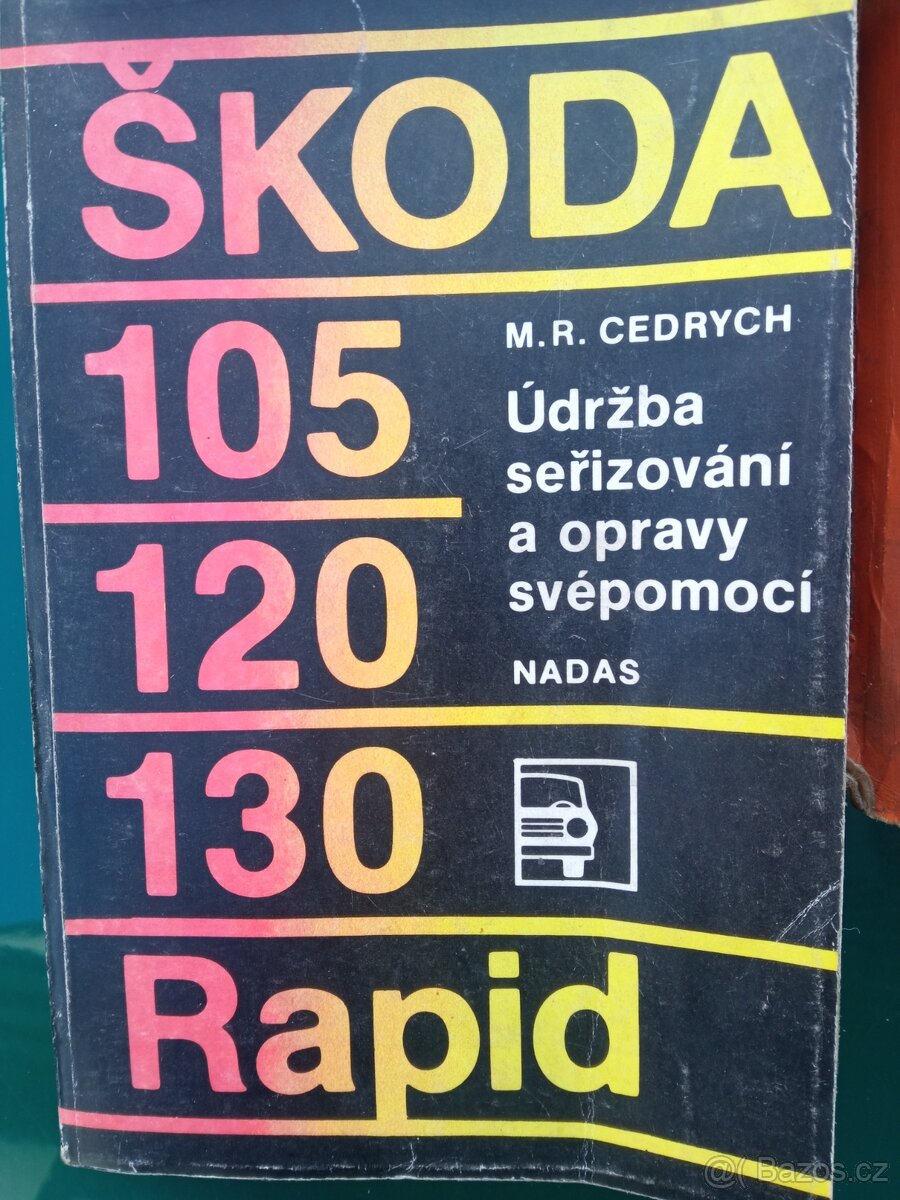 ŠKODA
105
M.R. CEDRYCH
Údržba
seřizování
a opravy
svépomocí
120
NADAS
130
Rapid
@( Bazos.cz